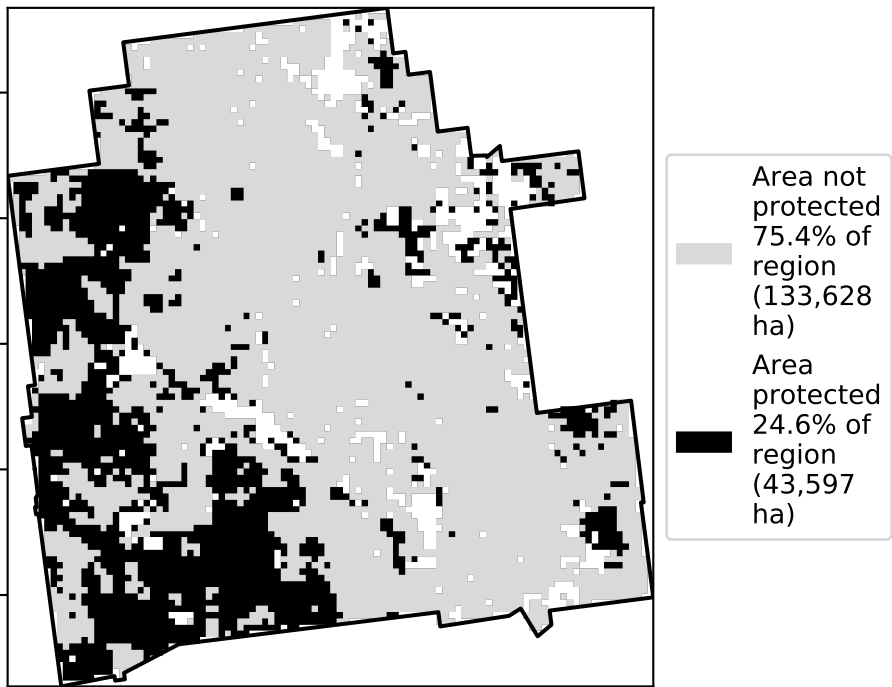 Area not
protected
75.4% of
region
(133,628
ha)
Area
protected
24.6% of
region
(43,597
ha)